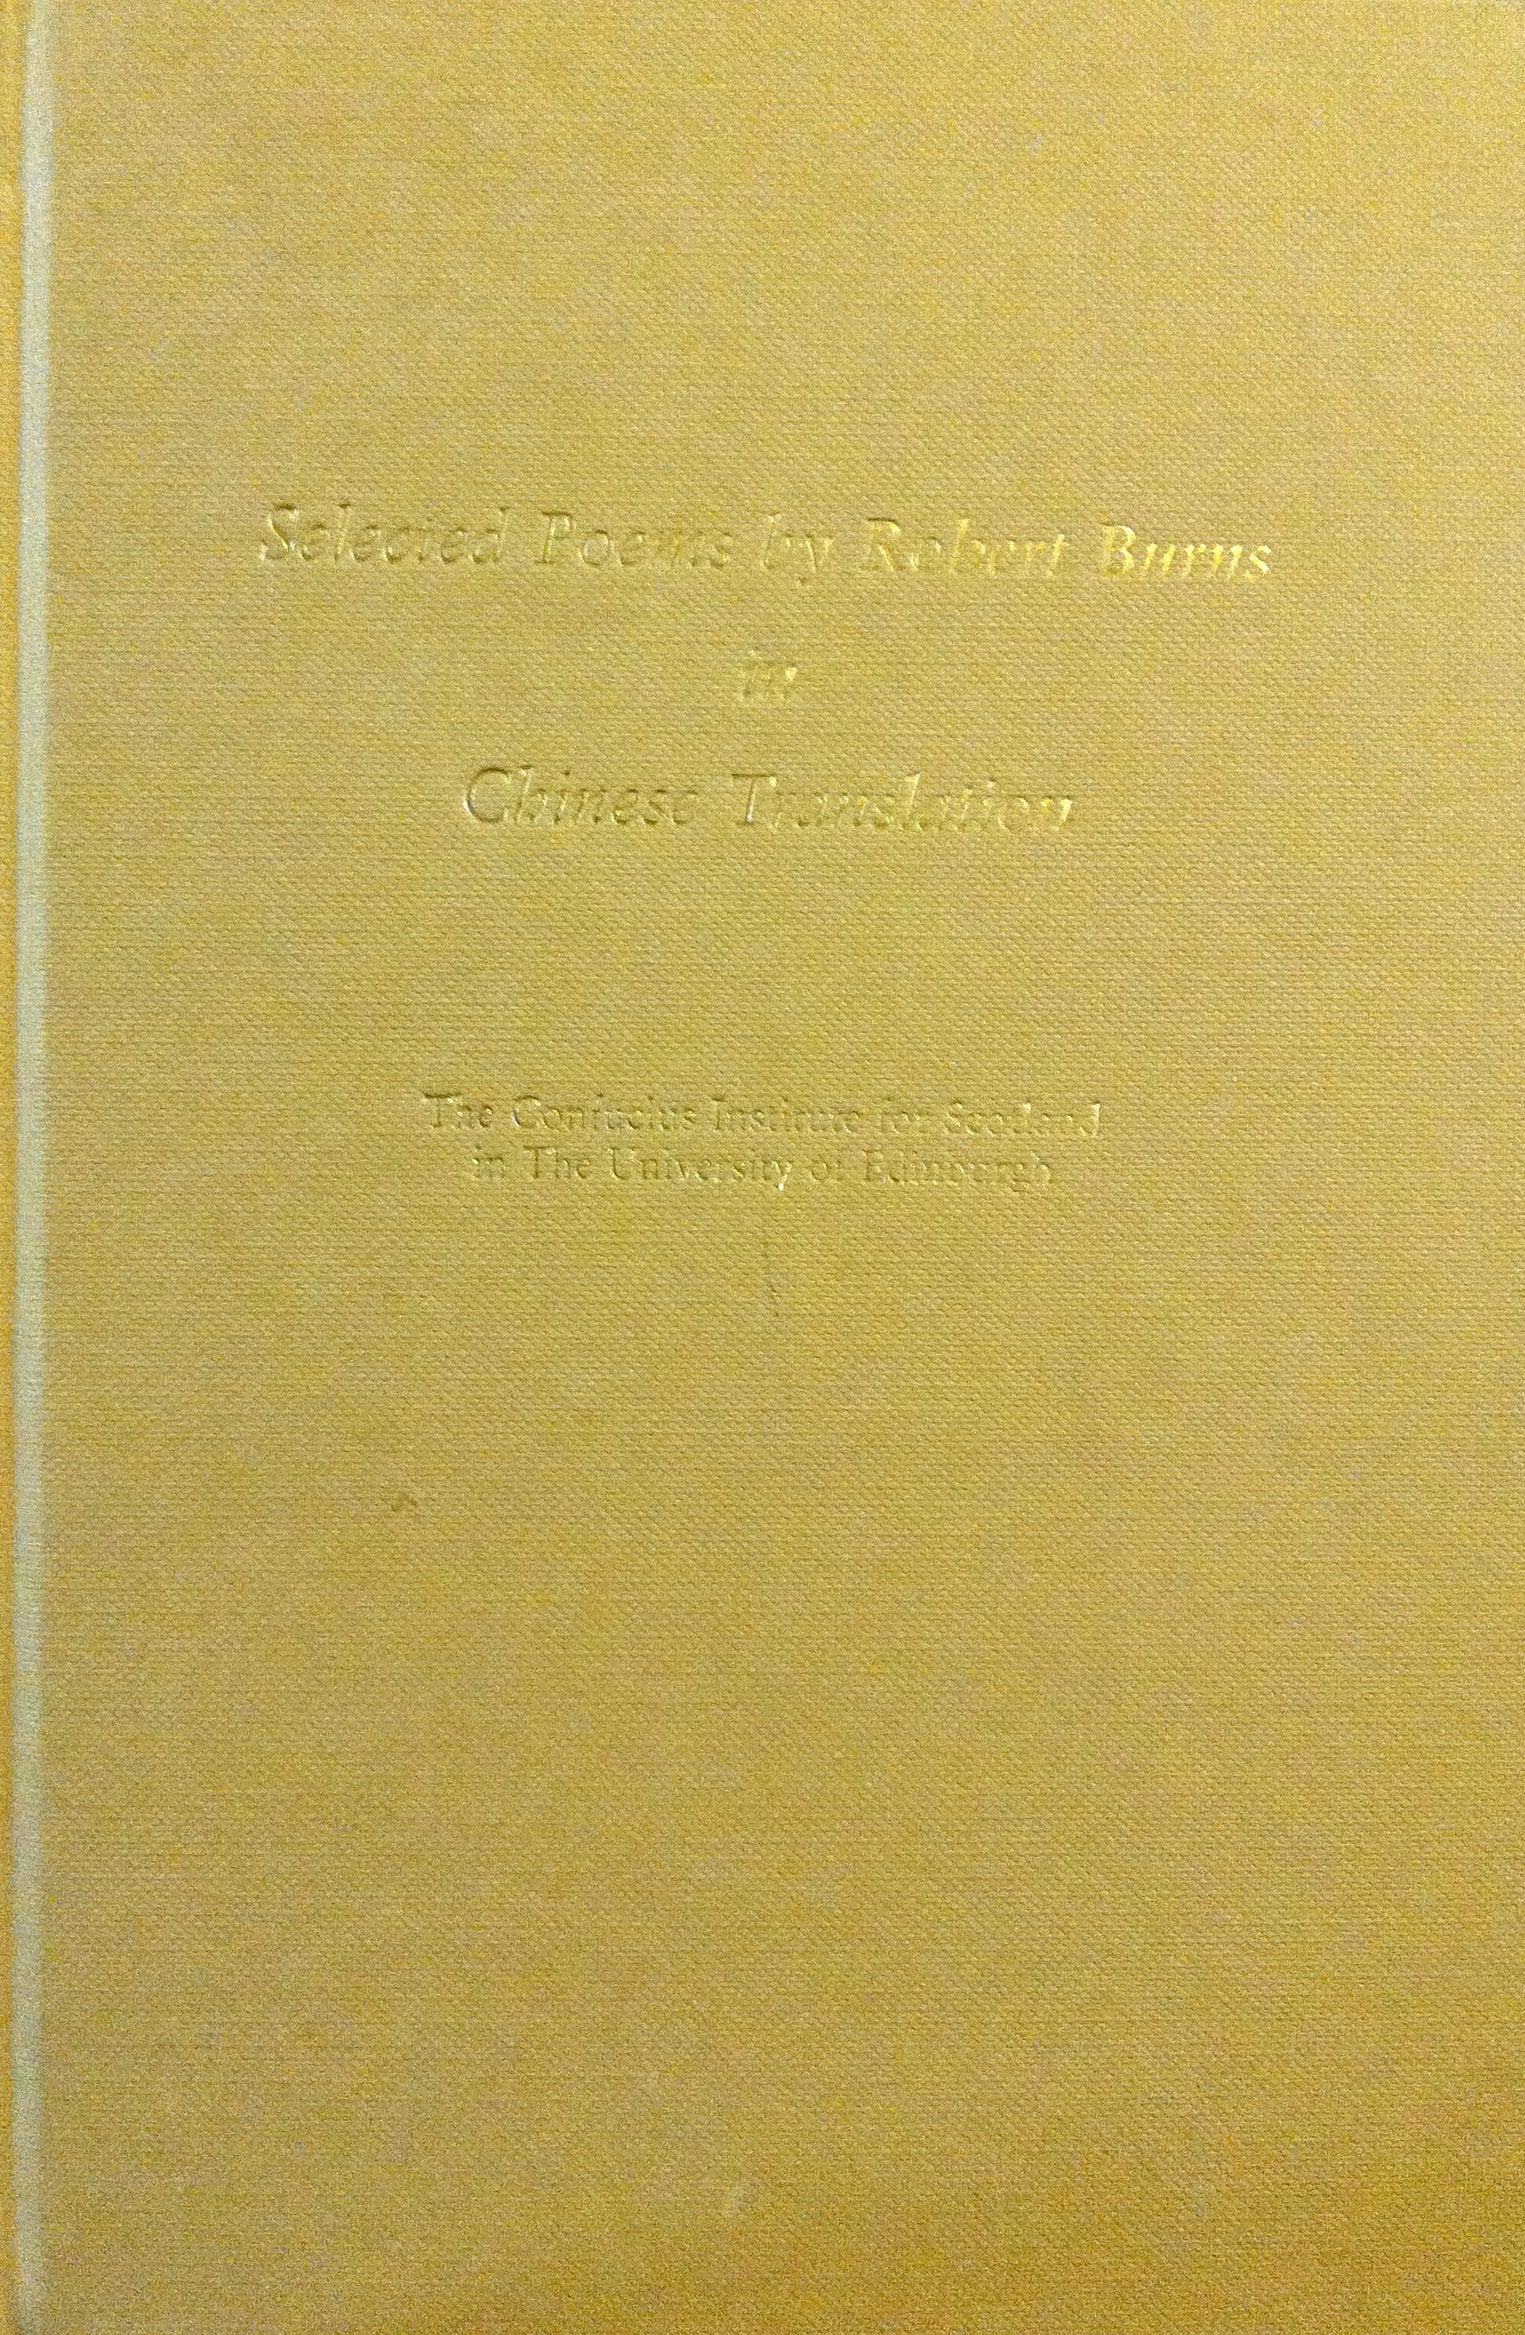 Selected Poems by Robert Burns
in
Chinese Translation
The Confucius Institute for Scotland
in The University of Edinburgh